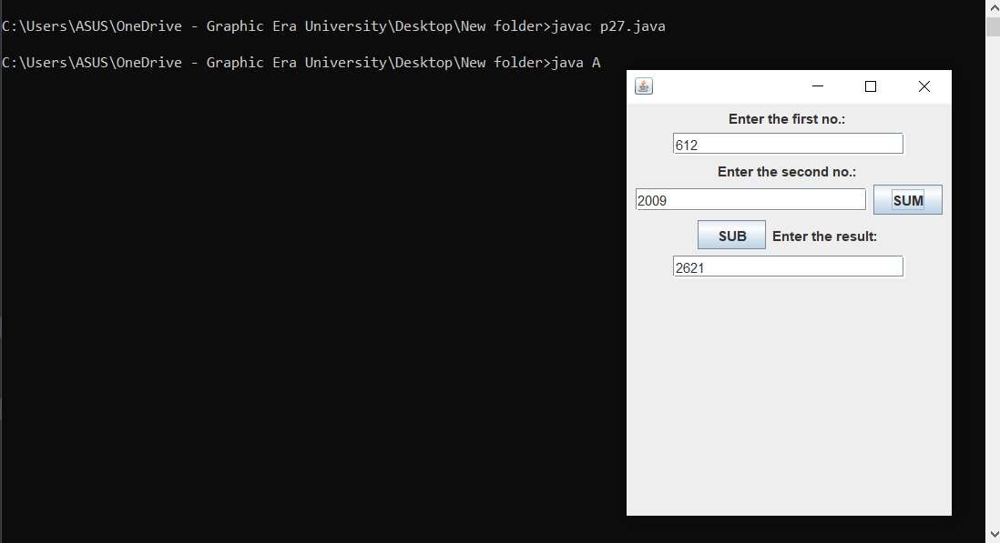 C:\Users\ASUS\OneDrive - Graphic Era University\Desktop\New folder>javac p27.java
C:\Users\ASUS\OneDrive - Graphic Era University\Desktop\New folder>java A
Enter the first no.:
612
Enter the second no.:
2009 SUM
SUB Enter the result:
2621